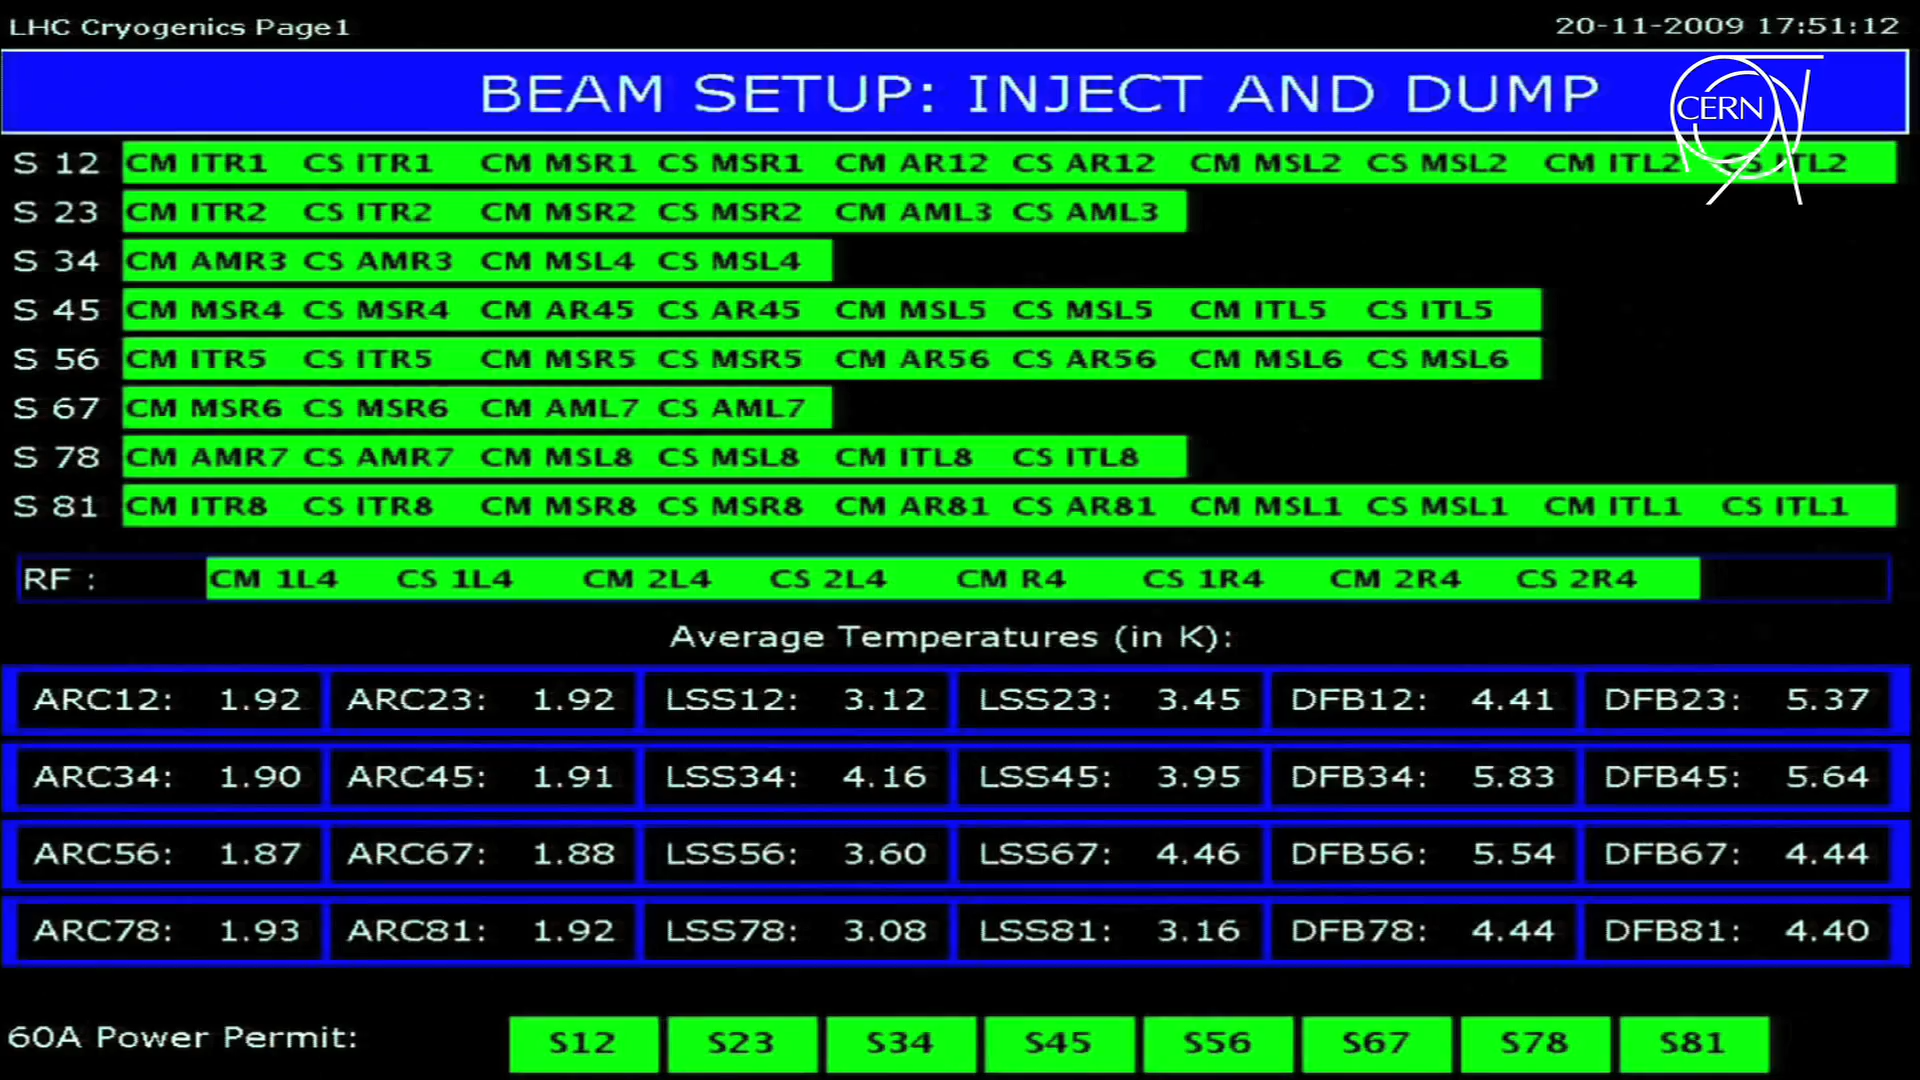 LHC Cryogenics Page1 20-11-2009 17:51:12
BEAM SETUP: INJECT AND DUMP
CERN
S 12 CM ITR1 CS ITR1 CM MSR1 CS MSR1 CM AR12 CS AR12 CM MSL2 CS MSL2 CM ITL2 CS ITL2
S 23 CM ITR2 CS ITR2 CM MSR2 CS MSR2 CM AML3 CS AML3
S 34 CM AMR3 CS AMR3 CM MSL4 CS MSL4
S 45 CM MSR4 CS MSR4 CM AR45 CS AR45 CM MSL5 CS MSL5 CM ITL5 CS ITL5
S 56 CM ITR5 CS ITR5 CM MSR5 CS MSR5 CM AR56 CS AR56 CM MSL6 CS MSL6
S 67 CM MSR6 CS MSR6 CM AML7 CS AML7
S 78 CM AMR7 CS AMR7 CM MSL8 CS MSL8 CM ITL8 CS ITL8
S 81 CM ITR8 CS ITR8 CM MSR8 CS MSR8 CM AR81 CS AR81 CM MSL1 CS MSL1 CM ITL1 CS ITL1
RF : CM 1L4 CS 1L4 CM 2L4 CS 2L4 CM R4 CS 1R4 CM 2R4 CS 2R4
Average Temperatures (in K):
ARC12: 1.92 ARC23: 1.92 LSS12: 3.12 LSS23: 3.45 DFB12: 4.41 DFB23: 5.37
ARC34: 1.90 ARC45: 1.91 LSS34: 4.16 LSS45: 3.95 DFB34: 5.83 DFB45: 5.64
ARC56: 1.87 ARC67: 1.88 LSS56: 3.60 LSS67: 4.46 DFB56: 5.54 DFB67: 4.44
ARC78: 1.93 ARC81: 1.92 LSS78: 3.08 LSS81: 3.16 DFB78: 4.44 DFB81: 4.40
60A Power Permit: S12 S23 S34 S45 S56 S67 S78 S81